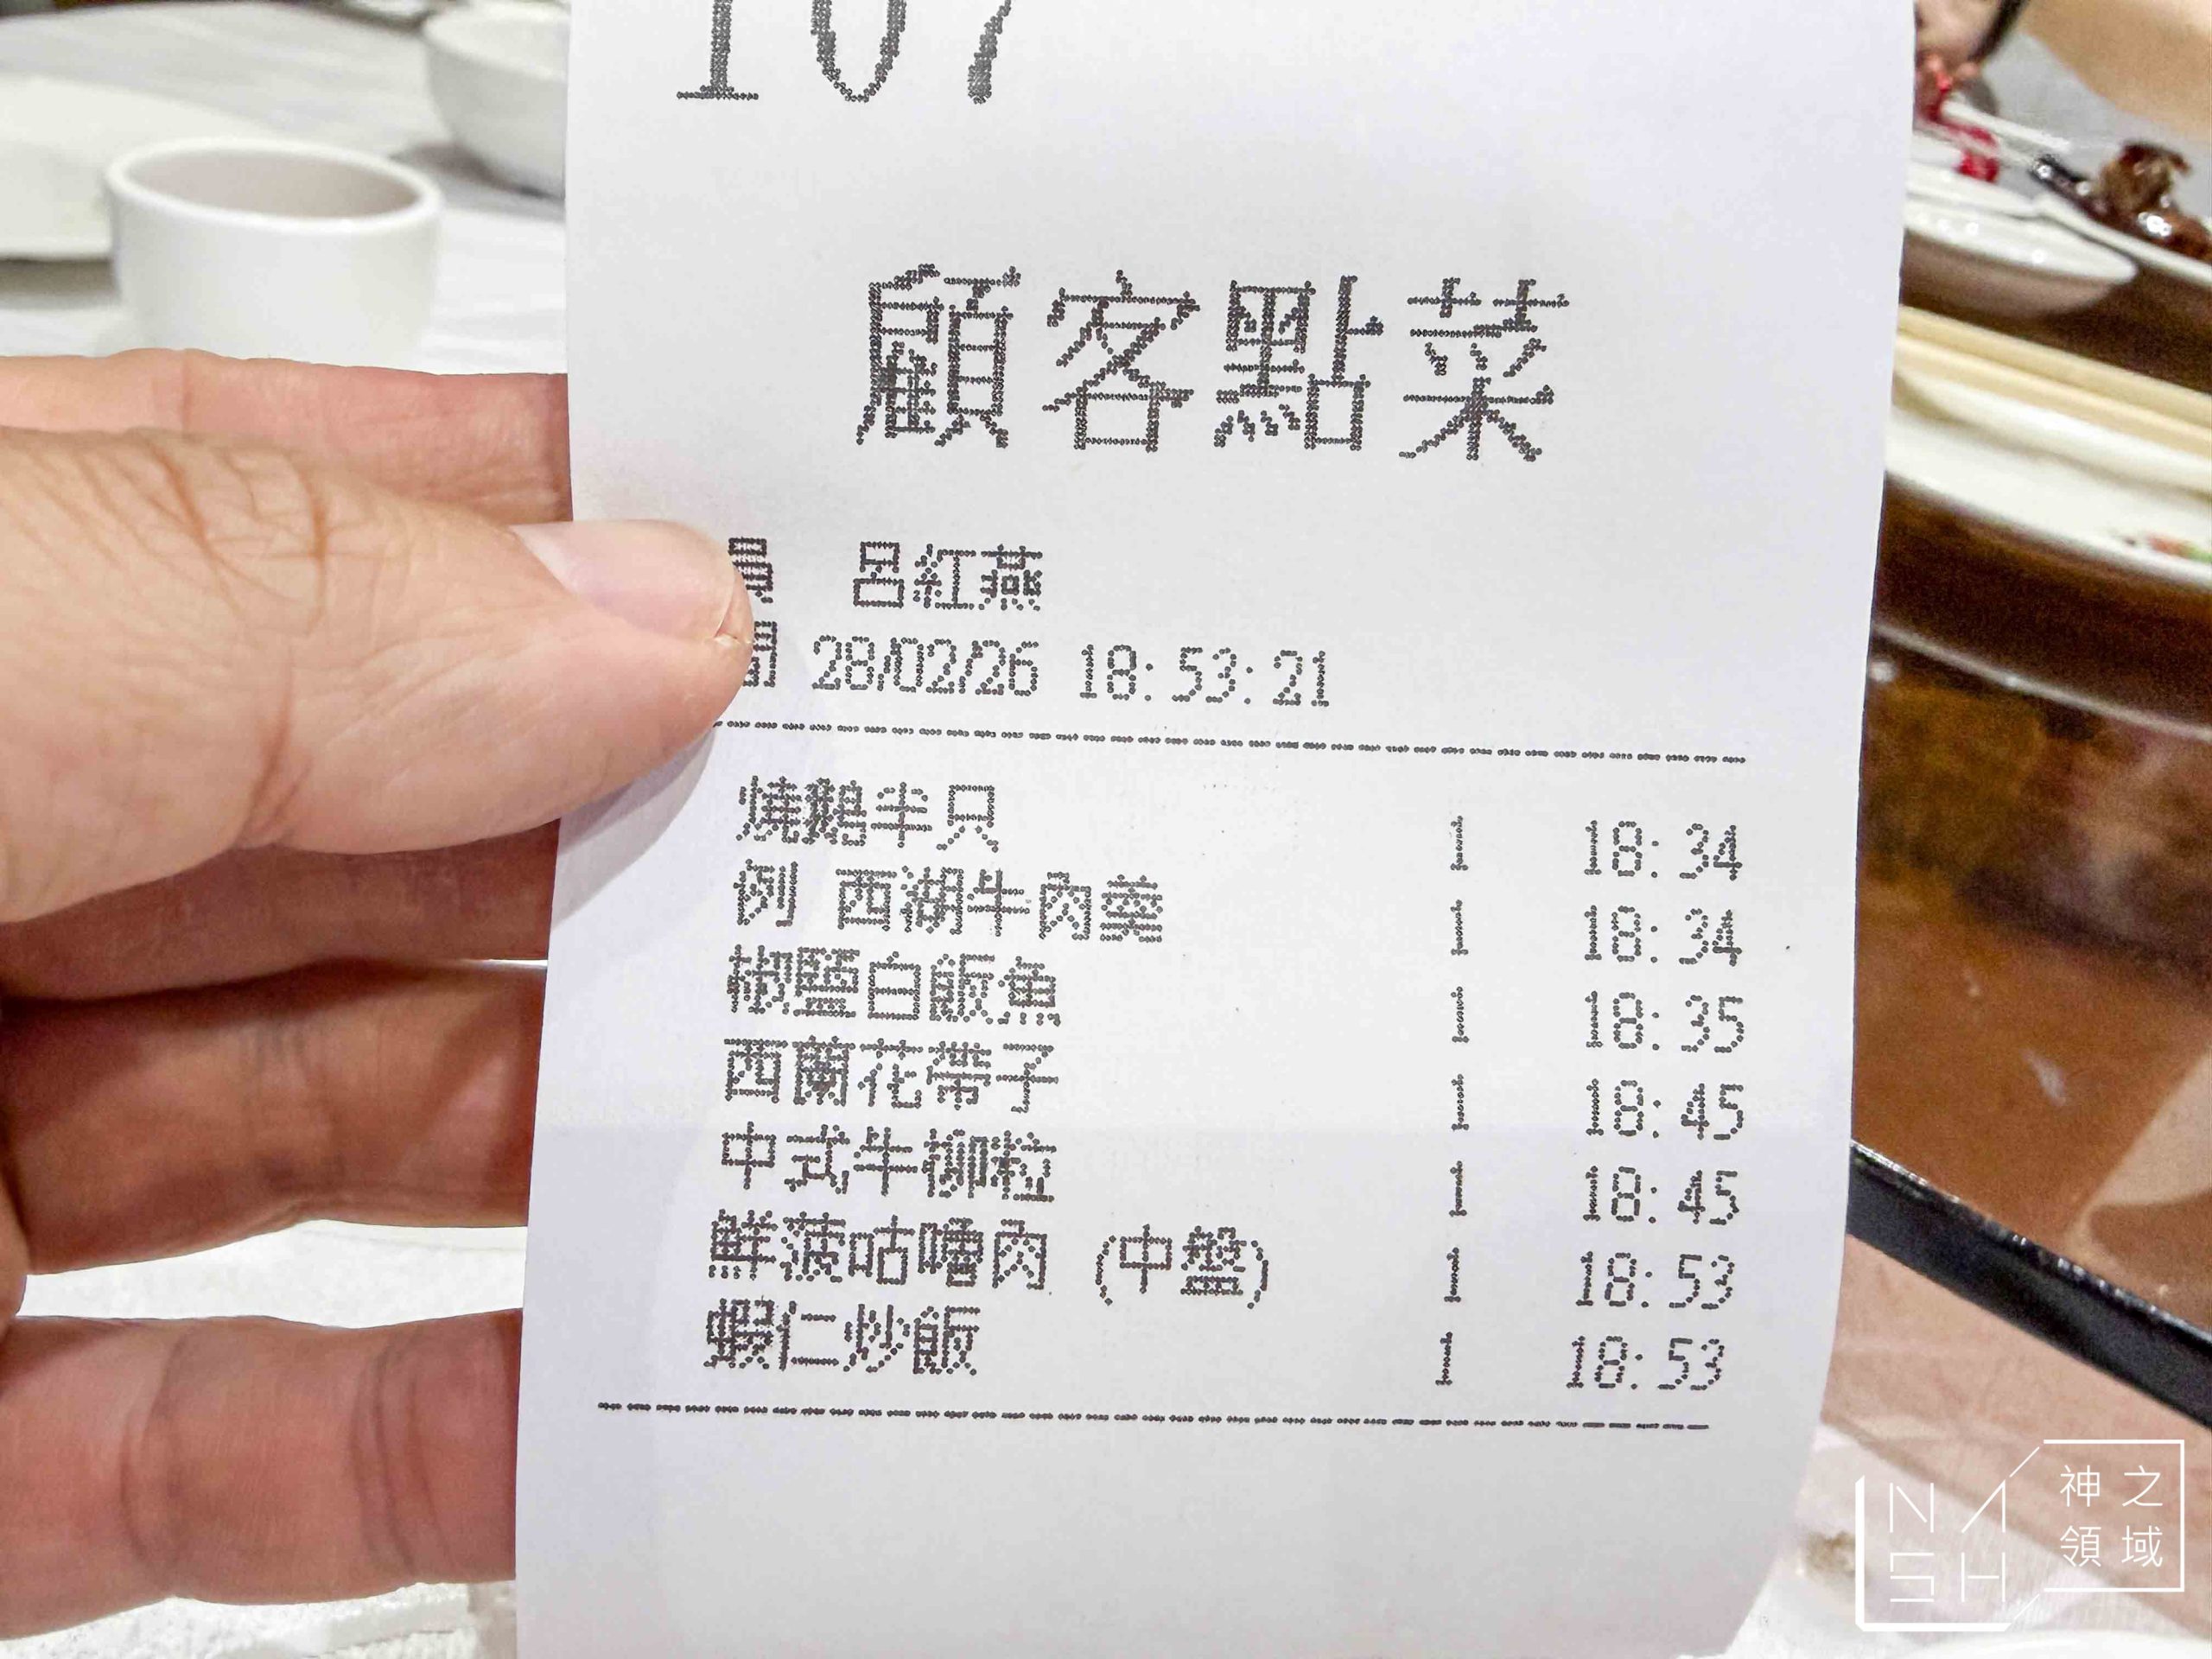 107
顧客點菜
員 呂紅燕
間 28/02/26 18:53:21
燒鵝半只 1 18:34
例 西湖牛肉羹 1 18:34
椒鹽白飯魚 1 18:35
西蘭花帶子 1 18:45
中式牛柳粒 1 18:45
鮮菠咕嚕肉 (中盤) 1 18:53
蝦仁炒飯 1 18:53
NASH 神之領域